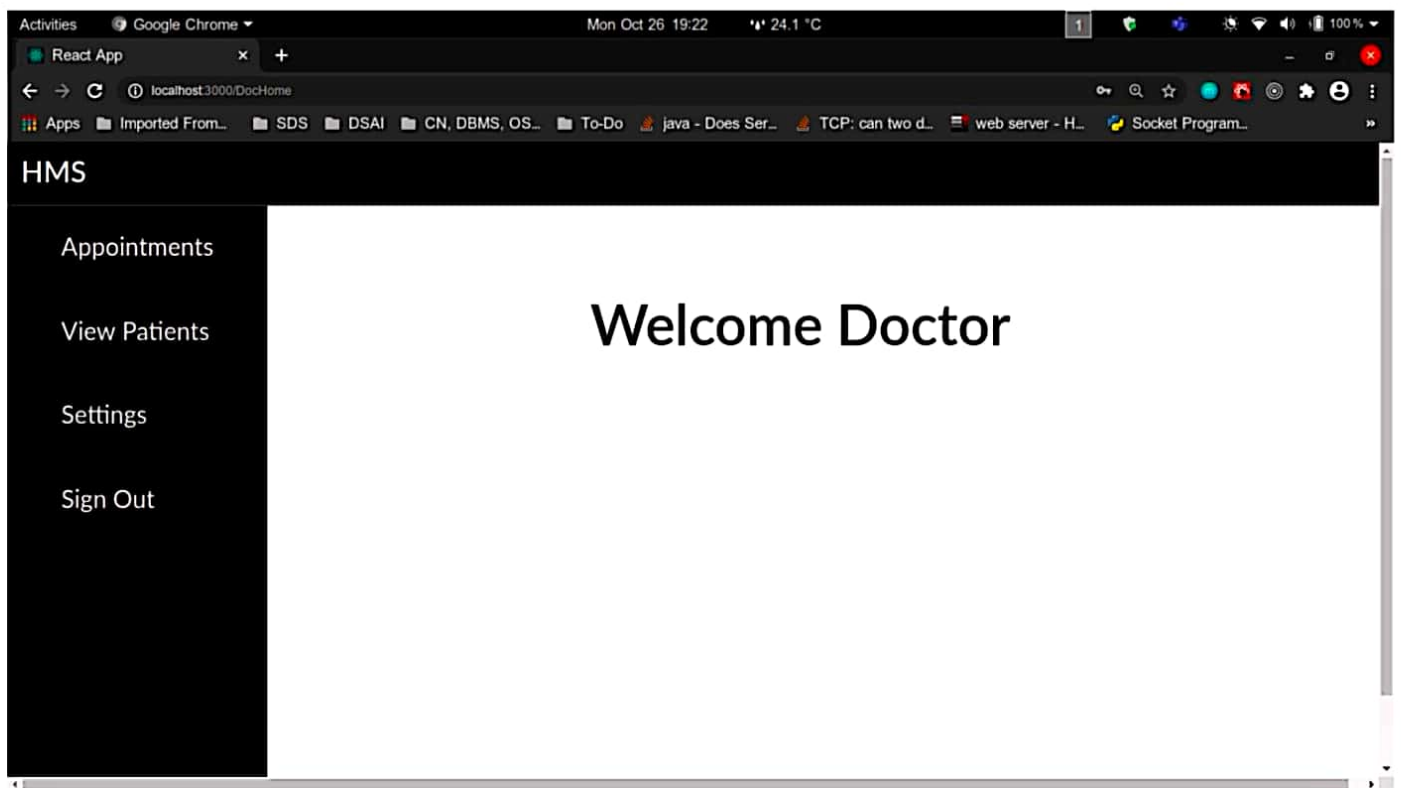 Activities Google Chrome Mon Oct 26 19:22 24.1 °C 1 100 %
React App
localhost:3000/DocHome
Apps Imported From... SDS DSAI CN, DBMS, OS... To-Do java - Does Ser... TCP: can two d... web server - H... Socket Program...
HMS
Appointments
Welcome Doctor
View Patients
Settings
Sign Out